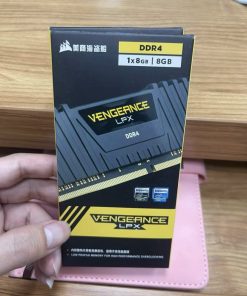 美商海盗船
DDR4
1x8GB | 8GB
VENGEANCE
LPX
DDR4
VENGEANCE
LPX
LOW PROFILE MEMORY FOR HIGH PERFORMANCE OVERCLOCKING